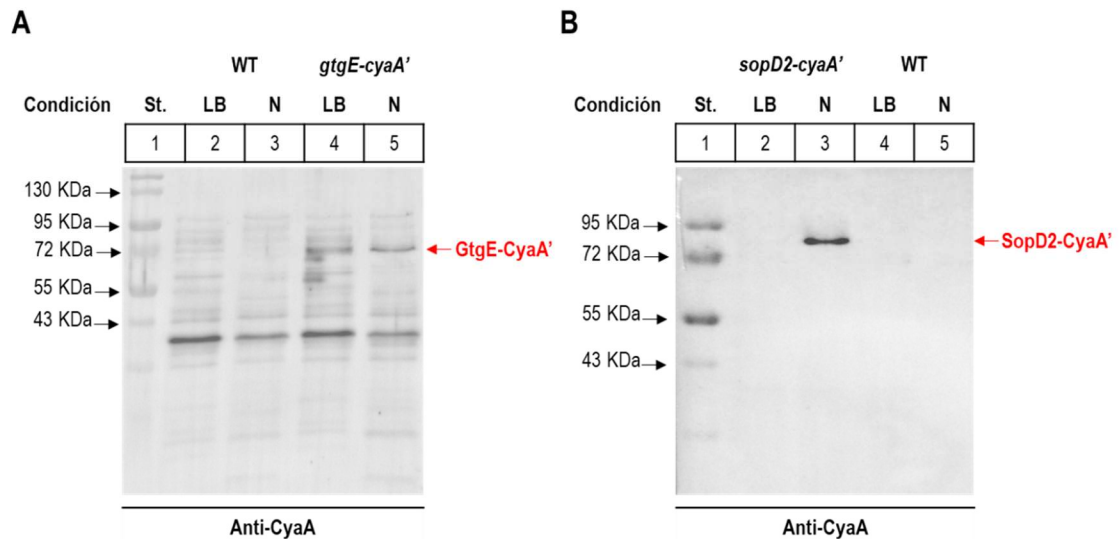 A
WT gtgE-cyaA'
Condición St. LB N LB N
1 2 3 4 5
130 KDa
95 KDa
72 KDa
55 KDa
43 KDa
GtgE-CyaA'
Anti-CyaA
B
sopD2-cyaA' WT
Condición St. LB N LB N
1 2 3 4 5
95 KDa
72 KDa
55 KDa
43 KDa
SopD2-CyaA'
Anti-CyaA